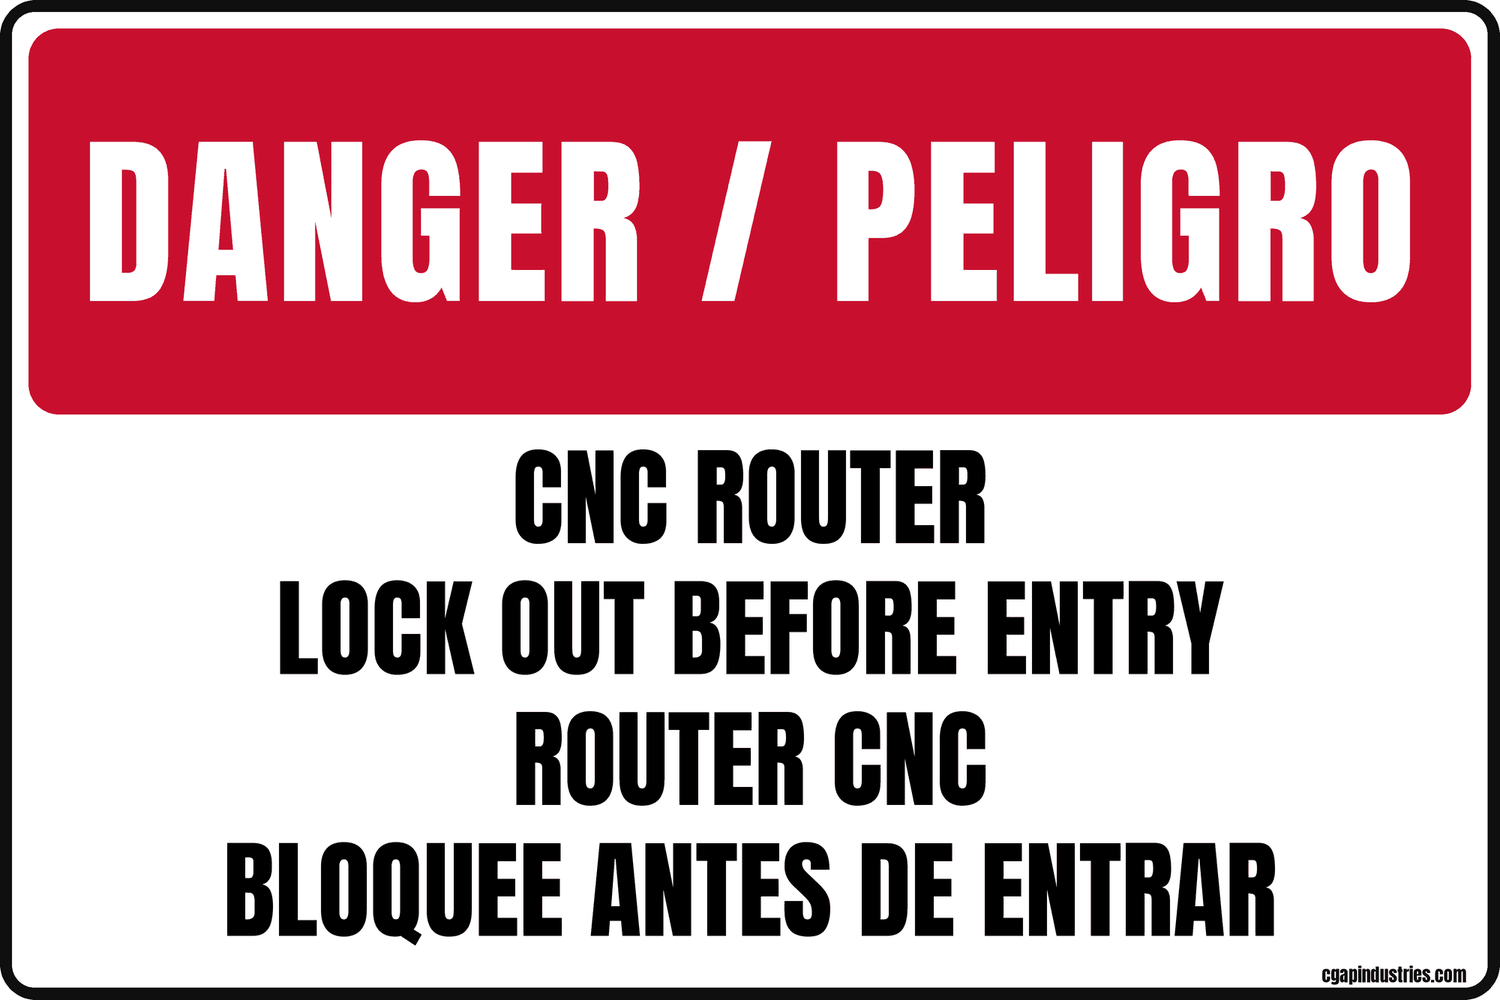 DANGER / PELIGRO
CNC ROUTER
LOCK OUT BEFORE ENTRY
ROUTER CNC
BLOQUEE ANTES DE ENTRAR
cgapindustries.com